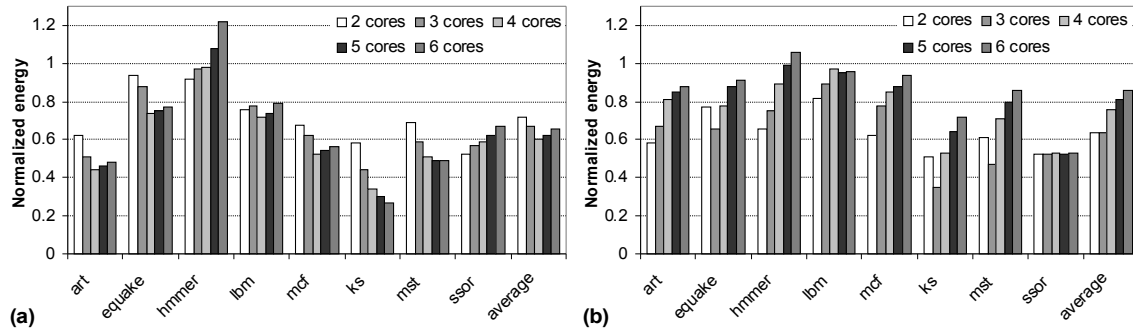 1.2
1
0.8
0.6
0.4
0.2
0
Normalized energy
2 cores 3 cores 4 cores
5 cores 6 cores
art equake hmmer lbm mcf ks mst ssor average
(a)
1.2
1
0.8
0.6
0.4
0.2
0
Normalized energy
2 cores 3 cores 4 cores
5 cores 6 cores
art equake hmmer lbm mcf ks mst ssor average
(b)